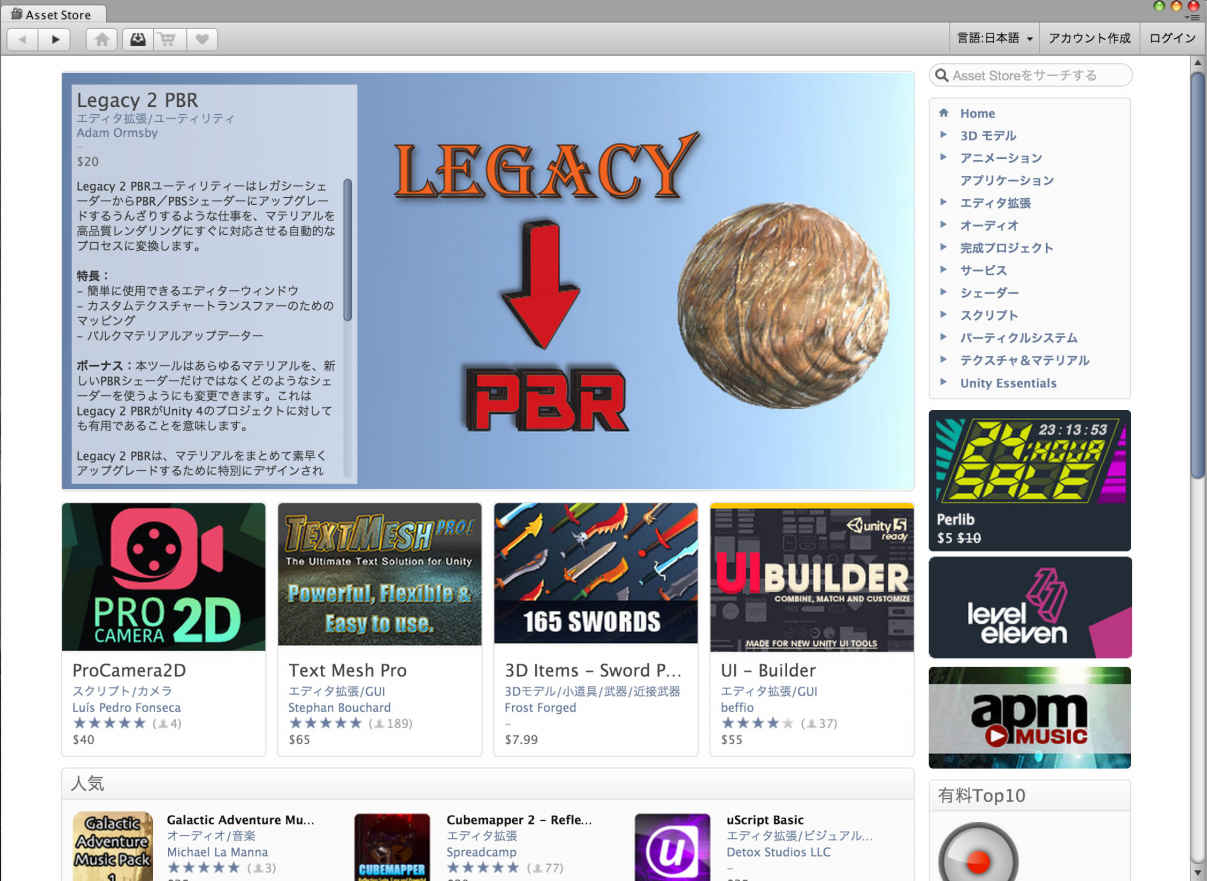 Asset Store
言語:日本語
アカウント作成
ログイン
Asset Storeをサーチする
Legacy 2 PBR
エディタ拡張/ユーティリティ
Adam Ormsby
–
$20
Legacy 2 PBRユーティリティーはレガシーシェ
ーダーからPBR／PBSシェーダーにアップグレー
ドするうんざりするような仕事を、マテリアルを
高品質レンダリングにすぐに対応させる自動的な
プロセスに変換します。
特長：
– 簡単に使用できるエディターウィンドウ
– カスタムテクスチャートランスファーのための
マッピング
– バルクマテリアルアップデーター
ボーナス：本ツールはあらゆるマテリアルを、新
しいPBRシェーダーだけではなくどのようなシェ
ーダーを使うようにも変更できます。これは
Legacy 2 PBRがUnity 4のプロジェクトに対して
も有用であることを意味します。
Legacy 2 PBRは、マテリアルをまとめて素早く
アップグレードするために特別にデザインされ
LEGACY
PBR
Home
3D モデル
アニメーション
アプリケーション
エディタ拡張
オーディオ
完成プロジェクト
サービス
シェーダー
スクリプト
パーティクルシステム
テクスチャ＆マテリアル
Unity Essentials
23:13:53
24:HOUR
SALE
Perlib
$5 $10
level
eleven
11
apm
MUSIC
有料Top10
PRO
CAMERA 2D
ProCamera2D
スクリプト/カメラ
Luís Pedro Fonseca
★★★★★ (4)
$40
TextMesh PRO!
The Ultimate Text Solution for Unity
Powerful, Flexible &
Easy to use.
Text Mesh Pro
エディタ拡張/GUI
Stephan Bouchard
★★★★★ (189)
$65
165 SWORDS
3D Items – Sword P...
3Dモデル/小道具/武器/近接武器
Frost Forged
–
$7.99
unity 5
ready
UI BUILDER
COMBINE, MATCH AND CUSTOMIZE
MADE FOR NEW UNITY UI TOOLS
UI – Builder
エディタ拡張/GUI
beffio
★★★★★ (37)
$55
人気
Galactic
Adventure
Music Pack
1
Galactic Adventure Mu...
オーディオ/音楽
Michael La Manna
★★★★★ (3)
CUBEMAPPER
Cubemapper 2 – Refle...
エディタ拡張
Spreadcamp
★★★★★ (77)
u
uScript Basic
エディタ拡張/ビジュアル...
Detox Studios LLC
–